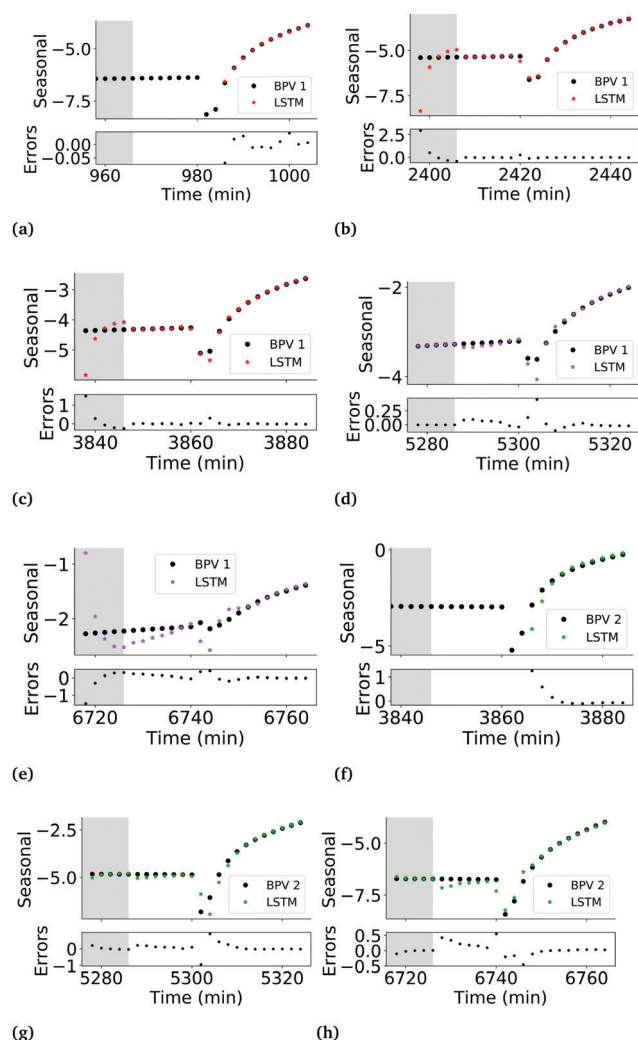 Seasonal
−5.0
−7.5
BPV 1
LSTM
Errors
0.00
−0.05
960
980
1000
Time (min)
(a)
Seasonal
−5.0
−7.5
BPV 1
LSTM
Errors
2.5
0.0
2400
2420
2440
Time (min)
(b)
Seasonal
−3
−4
−5
BPV 1
LSTM
Errors
1
0
3840
3860
3880
Time (min)
(c)
Seasonal
−2
−3
−4
BPV 1
LSTM
Errors
0.25
0.00
5280
5300
5320
Time (min)
(d)
Seasonal
−1
−2
BPV 1
LSTM
Errors
0
−1
6720
6740
6760
Time (min)
(e)
Seasonal
0
−5
BPV 2
LSTM
Errors
1
0
3840
3860
3880
Time (min)
(f)
Seasonal
−2.5
−5.0
BPV 2
LSTM
Errors
0
−1
5280
5300
5320
Time (min)
(g)
Seasonal
−5.0
−7.5
BPV 2
LSTM
Errors
0.5
0.0
−0.5
6720
6740
6760
Time (min)
(h)